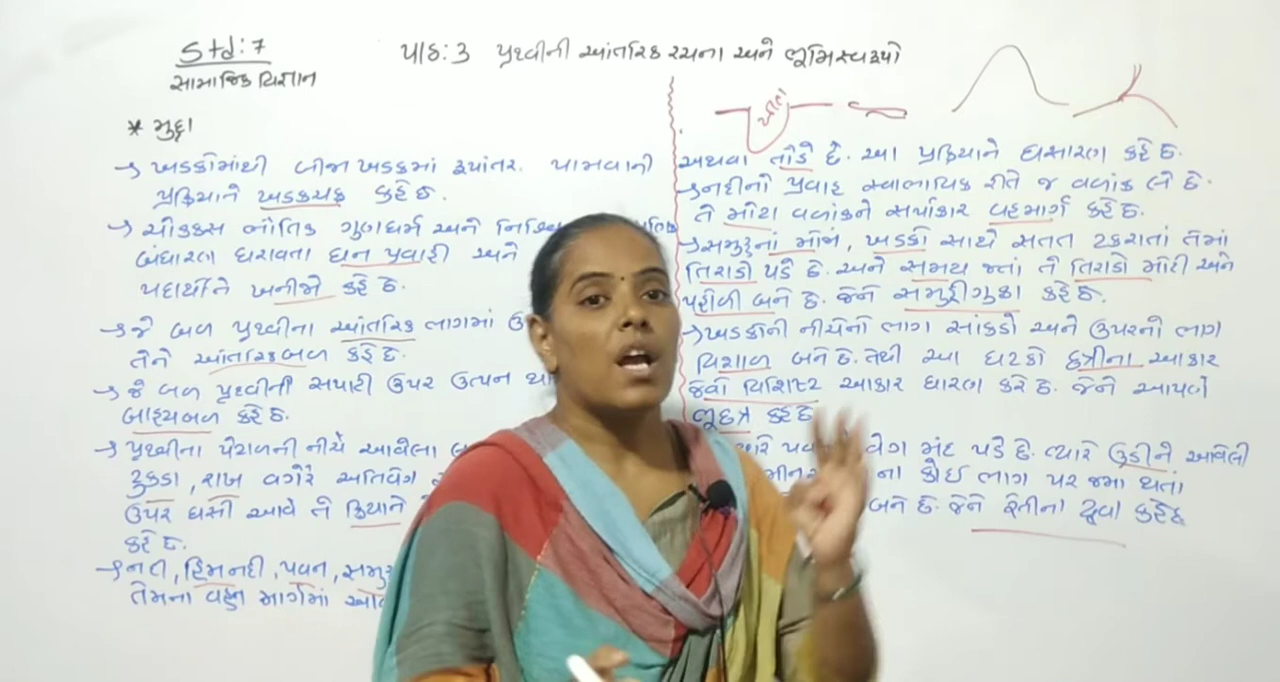 Std : 7
સામાજિક વિજ્ઞાન
પાઠ : 3 પૃથ્વીની આંતરિક રચના અને ભૂમિસ્વરૂપો
* મુદ્દા
→ ખડકોમાંથી બીજા ખડકમાં રૂપાંતર. પામવાની
પ્રક્રિયાને ખડકચક્ર કહે છે.
→ ચોક્કસ ભૌતિક ગુણધર્મ અને
બંધારણ ધરાવતા ઘન પ્રવાહી અને
પદાર્થોને ખનીજો કહે છે.
→ જે બળ પૃથ્વીના આંતરિક ભાગમાં
તેને આંતરિકબળ કહે છે.
→ જે બળ પૃથ્વીની સપાટી ઉપર ઉત્પન
બાહ્યબળ કહે છે.
→ પૃથ્વીના પેટાળની નીચે આવેલા
ટુકડા, રાખ વગેરે અતિવેગ
ઉપર ધસી આવે તે ક્રિયાને
કહે છે.
→ નદી, હિમનદી, પવન,
તેમના વહન માર્ગમાં
ખીણ
અથવા તોડે છે. આ પ્રક્રિયાને ઘસારણ કહે છે.
→ નદીનો પ્રવાહ સ્વાભાવિક રીતે જ વળાંક લે છે.
તે મોટા વળાંકને સર્પાકાર વહનમાર્ગ કહે છે.
→ સમુદ્રનાં મોજાં, ખડકો સાથે સતત ટકરાતાં તેમાં
તિરાડો પડે છે. અને સમય જતાં તે તિરાડો મોટી અને
પહોળી બને છે. જેને સમુદ્રીગુફા કહે છે.
→ ખડકોની નીચેનો ભાગ સાંકડો અને ઉપરનો ભાગ
વિશાળ બને છે. તેથી આ ઘટકો છત્રીના આકાર
જેવો વિશિષ્ટ આકાર ધારણ કરે છે. જેને આપણે
ભૂછત્ર કહે છે
વેગ મંદ પડે છે. ત્યારે ઉડીને આવેલી
ના કોઈ ભાગ પર જમા થતાં
બને છે. જેને રેતીના ઢૂવા કહે છે